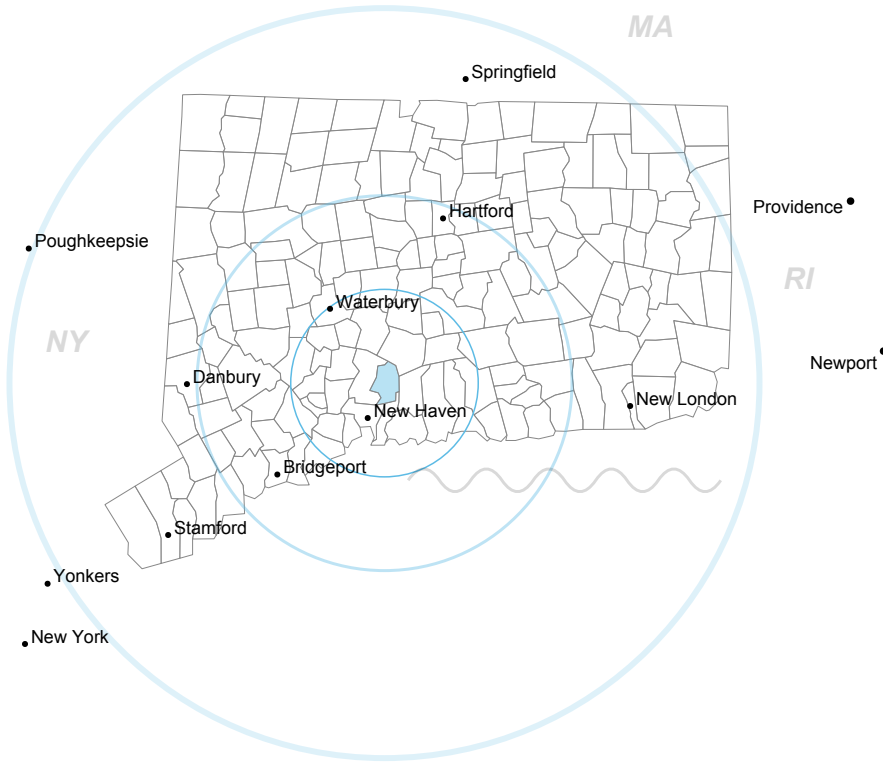 MA
Springfield
Providence
Hartford
Poughkeepsie
RI
Waterbury
NY
Newport
Danbury
New London
New Haven
Bridgeport
Stamford
Yonkers
New York